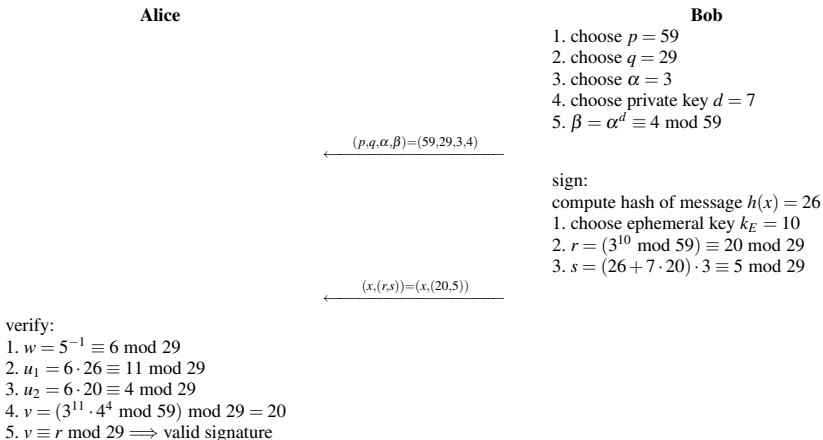 Alice Bob
1. choose p = 59
2. choose q = 29
3. choose α = 3
4. choose private key d = 7
5. β = α^d ≡ 4 mod 59
(p,q,α,β)=(59,29,3,4)
sign:
compute hash of message h(x) = 26
1. choose ephemeral key k_E = 10
2. r = (3^10 mod 59) ≡ 20 mod 29
3. s = (26 + 7 · 20) · 3 ≡ 5 mod 29
(x,(r,s))=(x,(20,5))
verify:
1. w = 5^−1 ≡ 6 mod 29
2. u_1 = 6 · 26 ≡ 11 mod 29
3. u_2 = 6 · 20 ≡ 4 mod 29
4. v = (3^11 · 4^4 mod 59) mod 29 = 20
5. v ≡ r mod 29 ⟹ valid signature